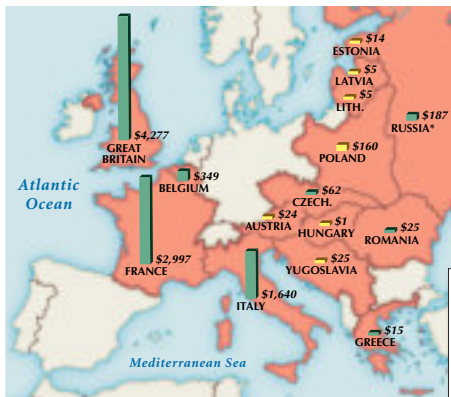 $14
ESTONIA
$5
LATVIA
$5
LITH.
$187
RUSSIA*
$4,277
GREAT
BRITAIN
$160
POLAND
$349
BELGIUM
Atlantic
Ocean
$62
CZECH.
$24
AUSTRIA
$1
HUNGARY
$25
ROMANIA
$2,997
FRANCE
$25
YUGOSLAVIA
$1,640
ITALY
$15
GREECE
Mediterranean Sea